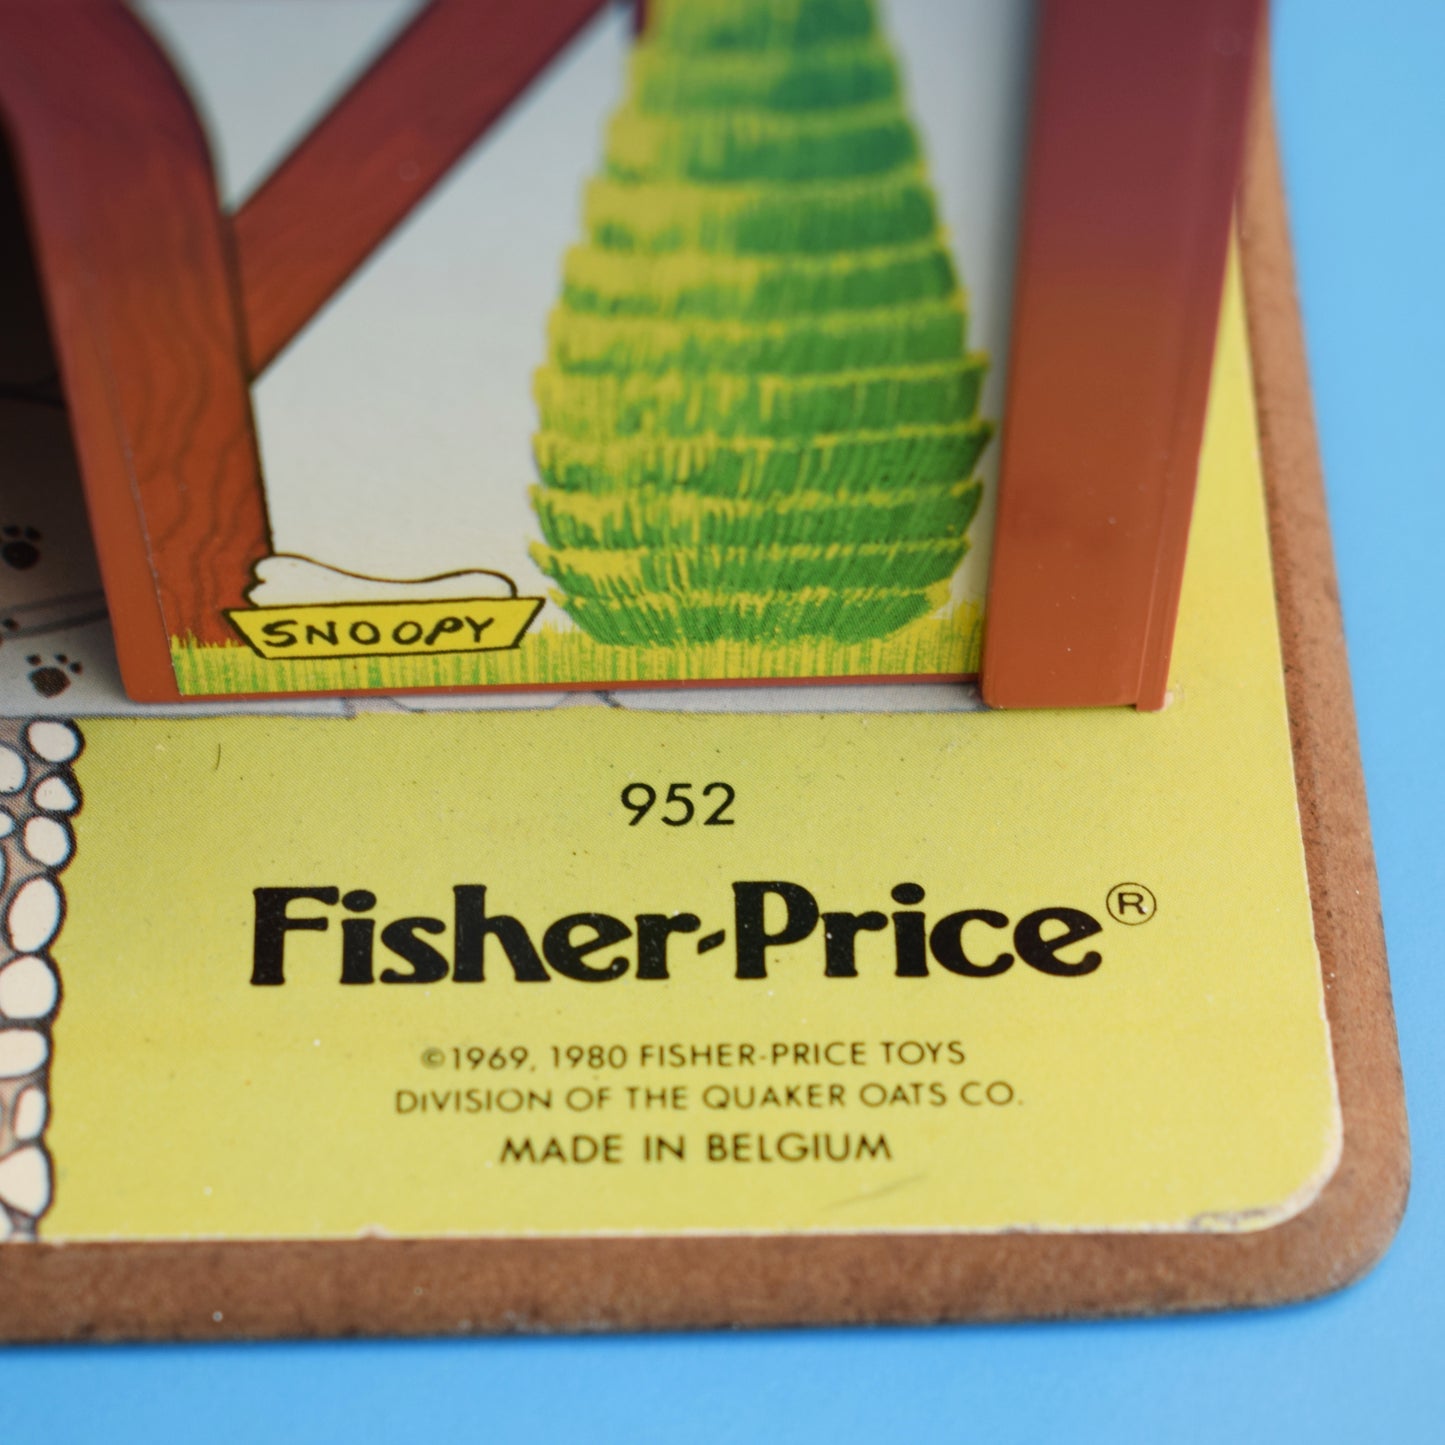 SNOOPY
952
Fisher-Price®
©1969, 1980 FISHER-PRICE TOYS
DIVISION OF THE QUAKER OATS CO.
MADE IN BELGIUM